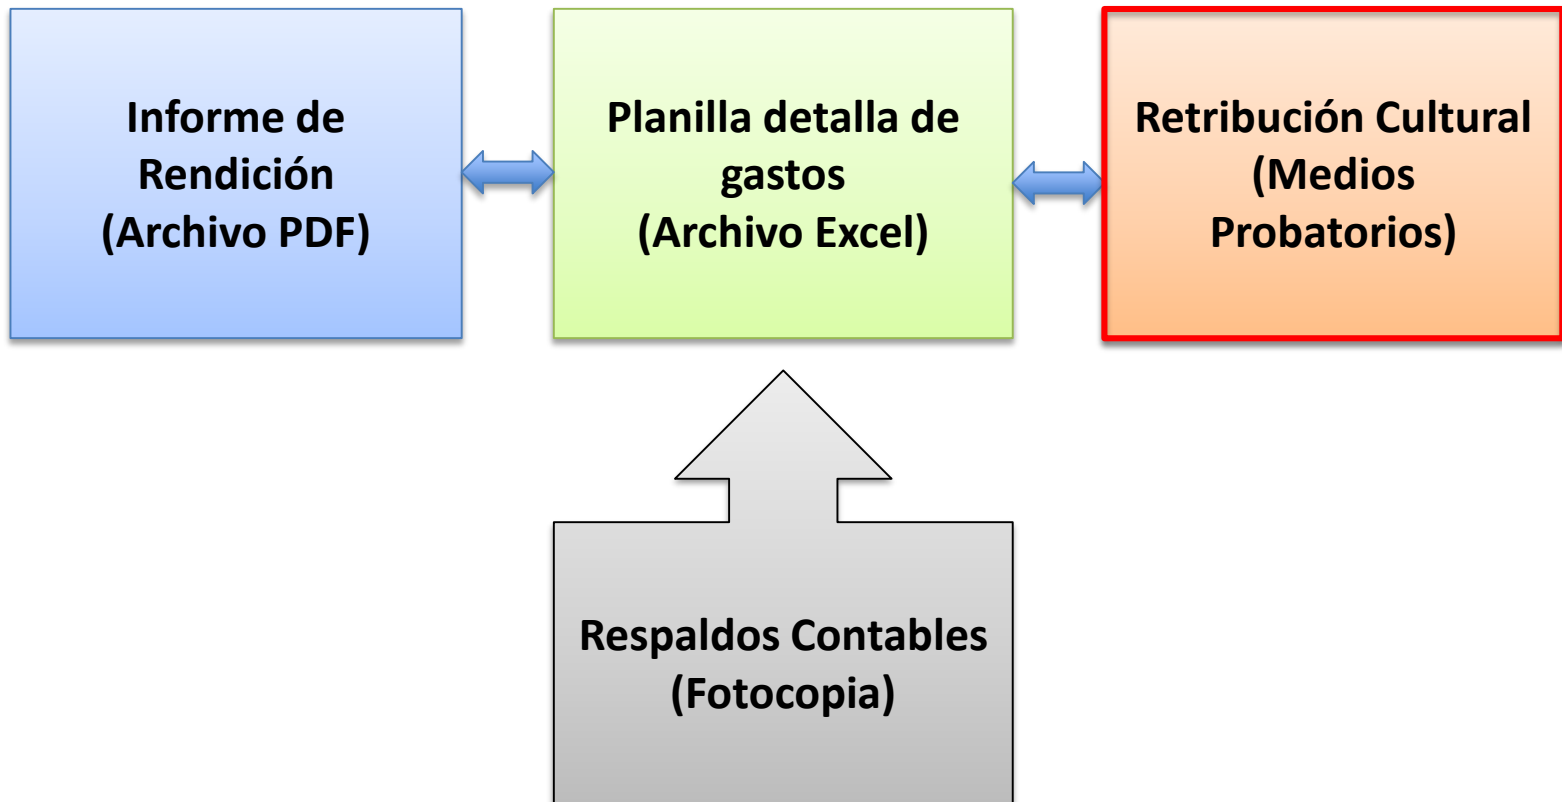 Informe de
Rendición
(Archivo PDF)
Planilla detalla de
gastos
(Archivo Excel)
Retribución Cultural
(Medios
Probatorios)
Respaldos Contables
(Fotocopia)